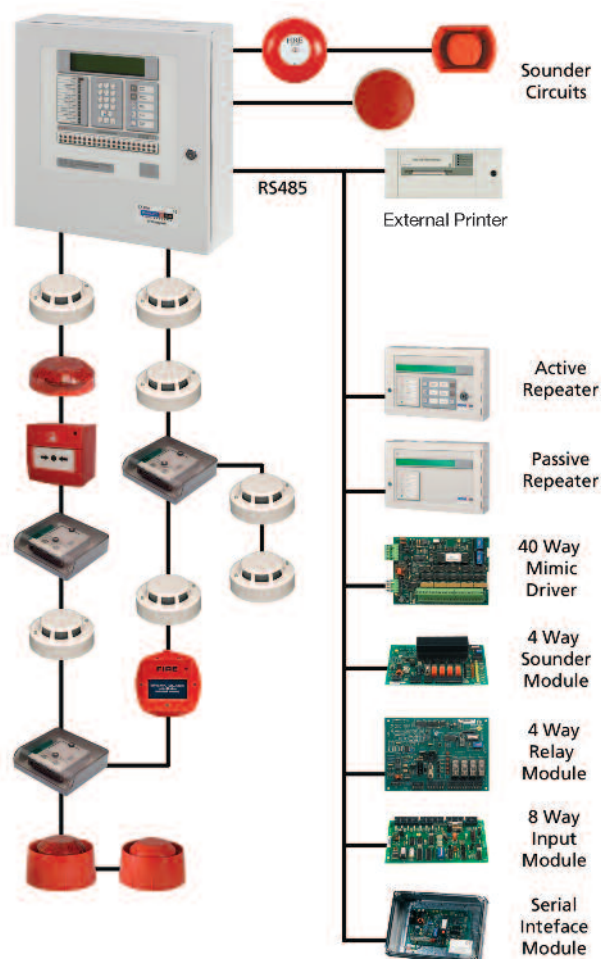 FIRE
Sounder
Circuits
RS485
External Printer
Active
Repeater
Passive
Repeater
40 Way
Mimic
Driver
4 Way
Sounder
Module
FIRE
4 Way
Relay
Module
8 Way
Input
Module
Serial
Inteface
Module